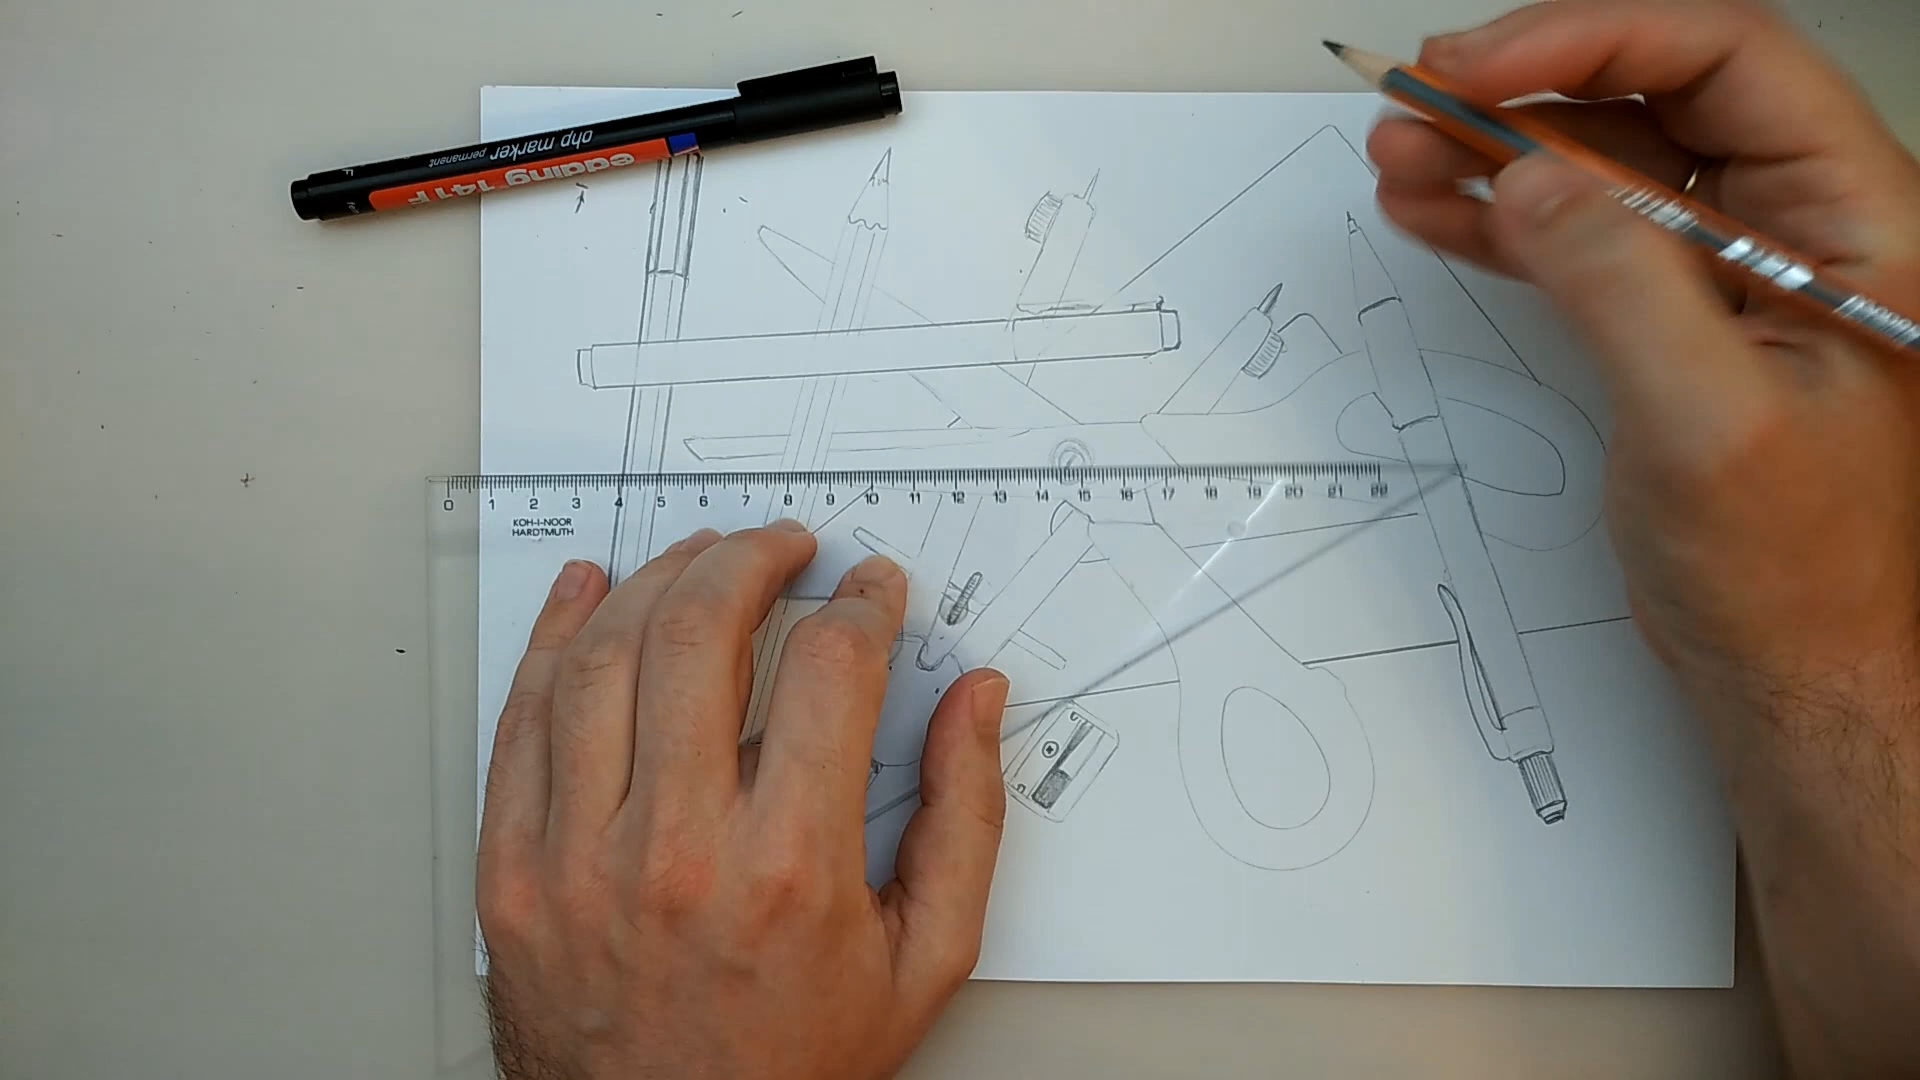 edding 141 F
ohp marker permanent
F
0 1 2 3 4 5 6 7 8 9 10 11 12 13 14 15 16 17 18 19 20 21 22
KOH-I-NOOR
HARDTMUTH